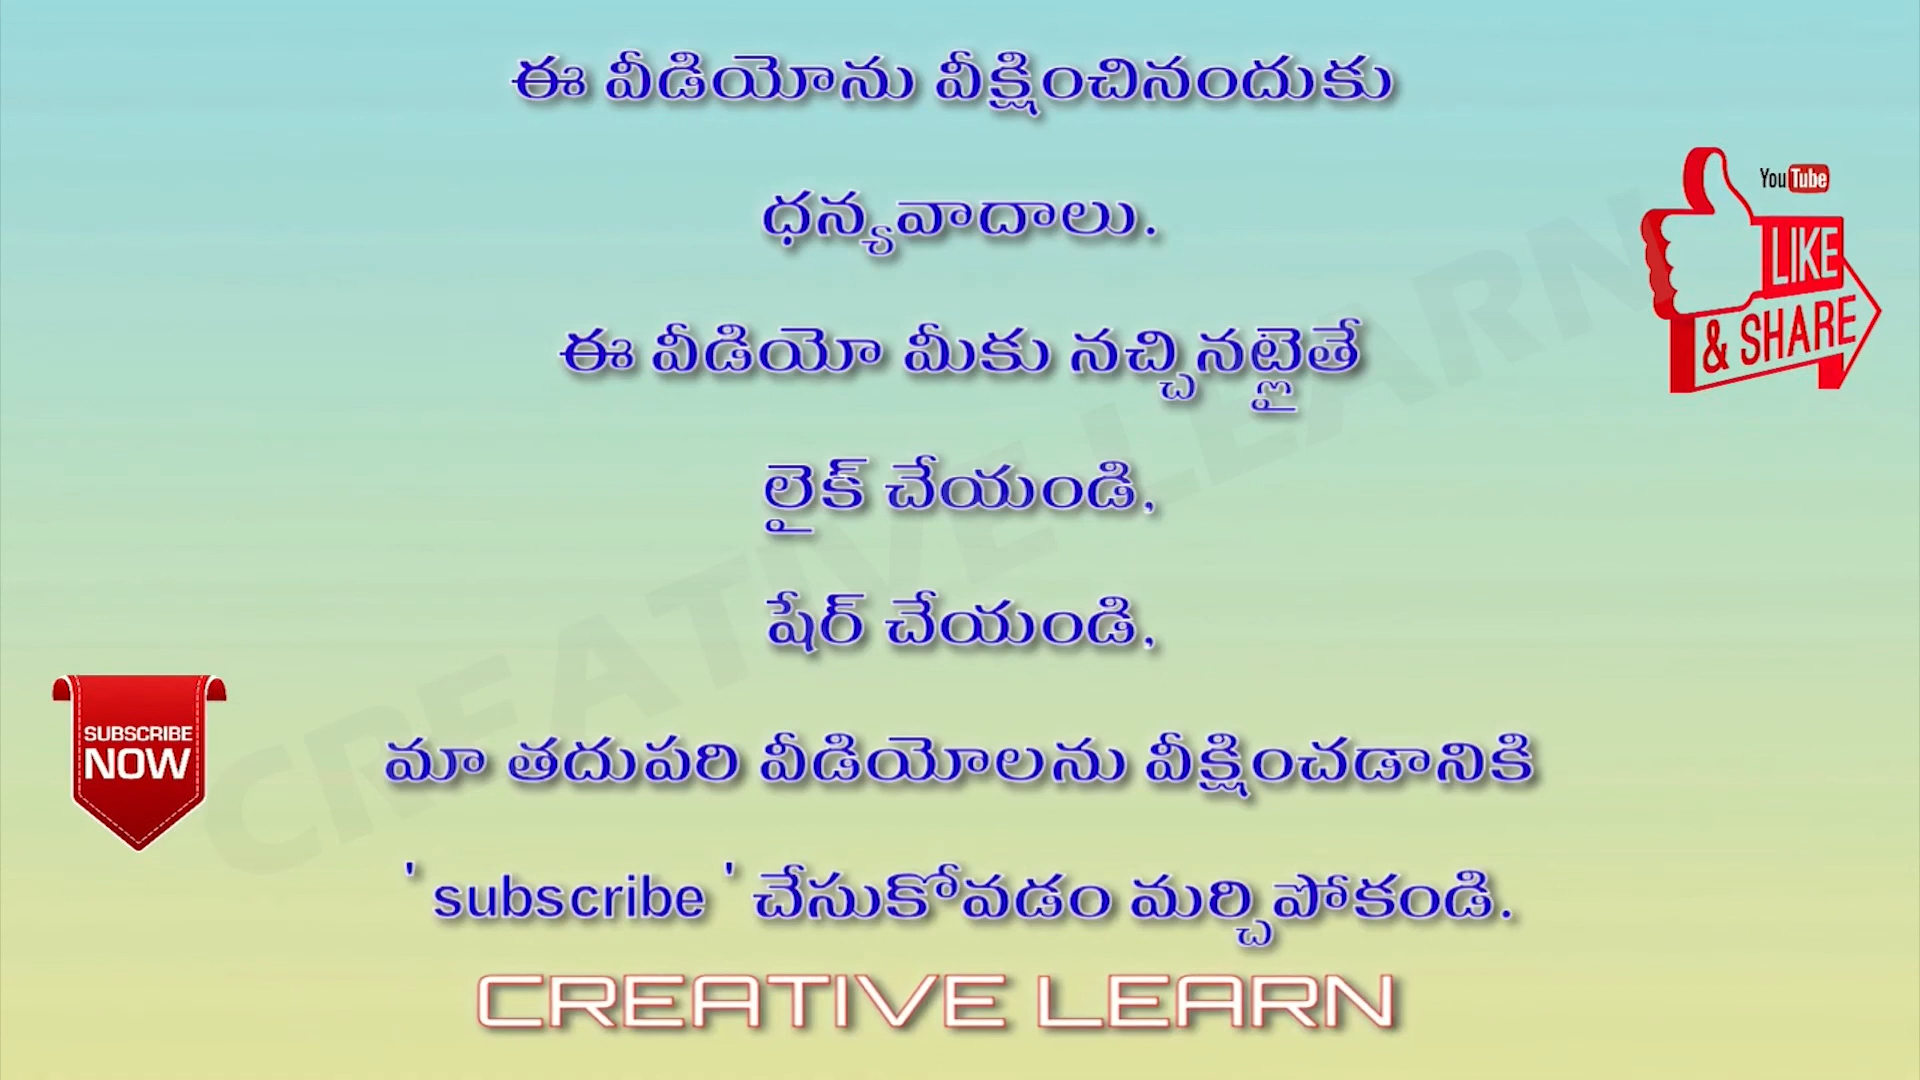 ఈ వీడియోను వీక్షించినందుకు
ధన్యవాదాలు.
ఈ వీడియో మీకు నచ్చినట్లైతే
లైక్ చేయండి,
షేర్ చేయండి,
మా తదుపరి వీడియోలను వీక్షించడానికి
' subscribe ' చేసుకోవడం మర్చిపోకండి.
CREATIVE LEARN
YouTube
LIKE
& SHARE
SUBSCRIBE
NOW
CREATIVE LEARN